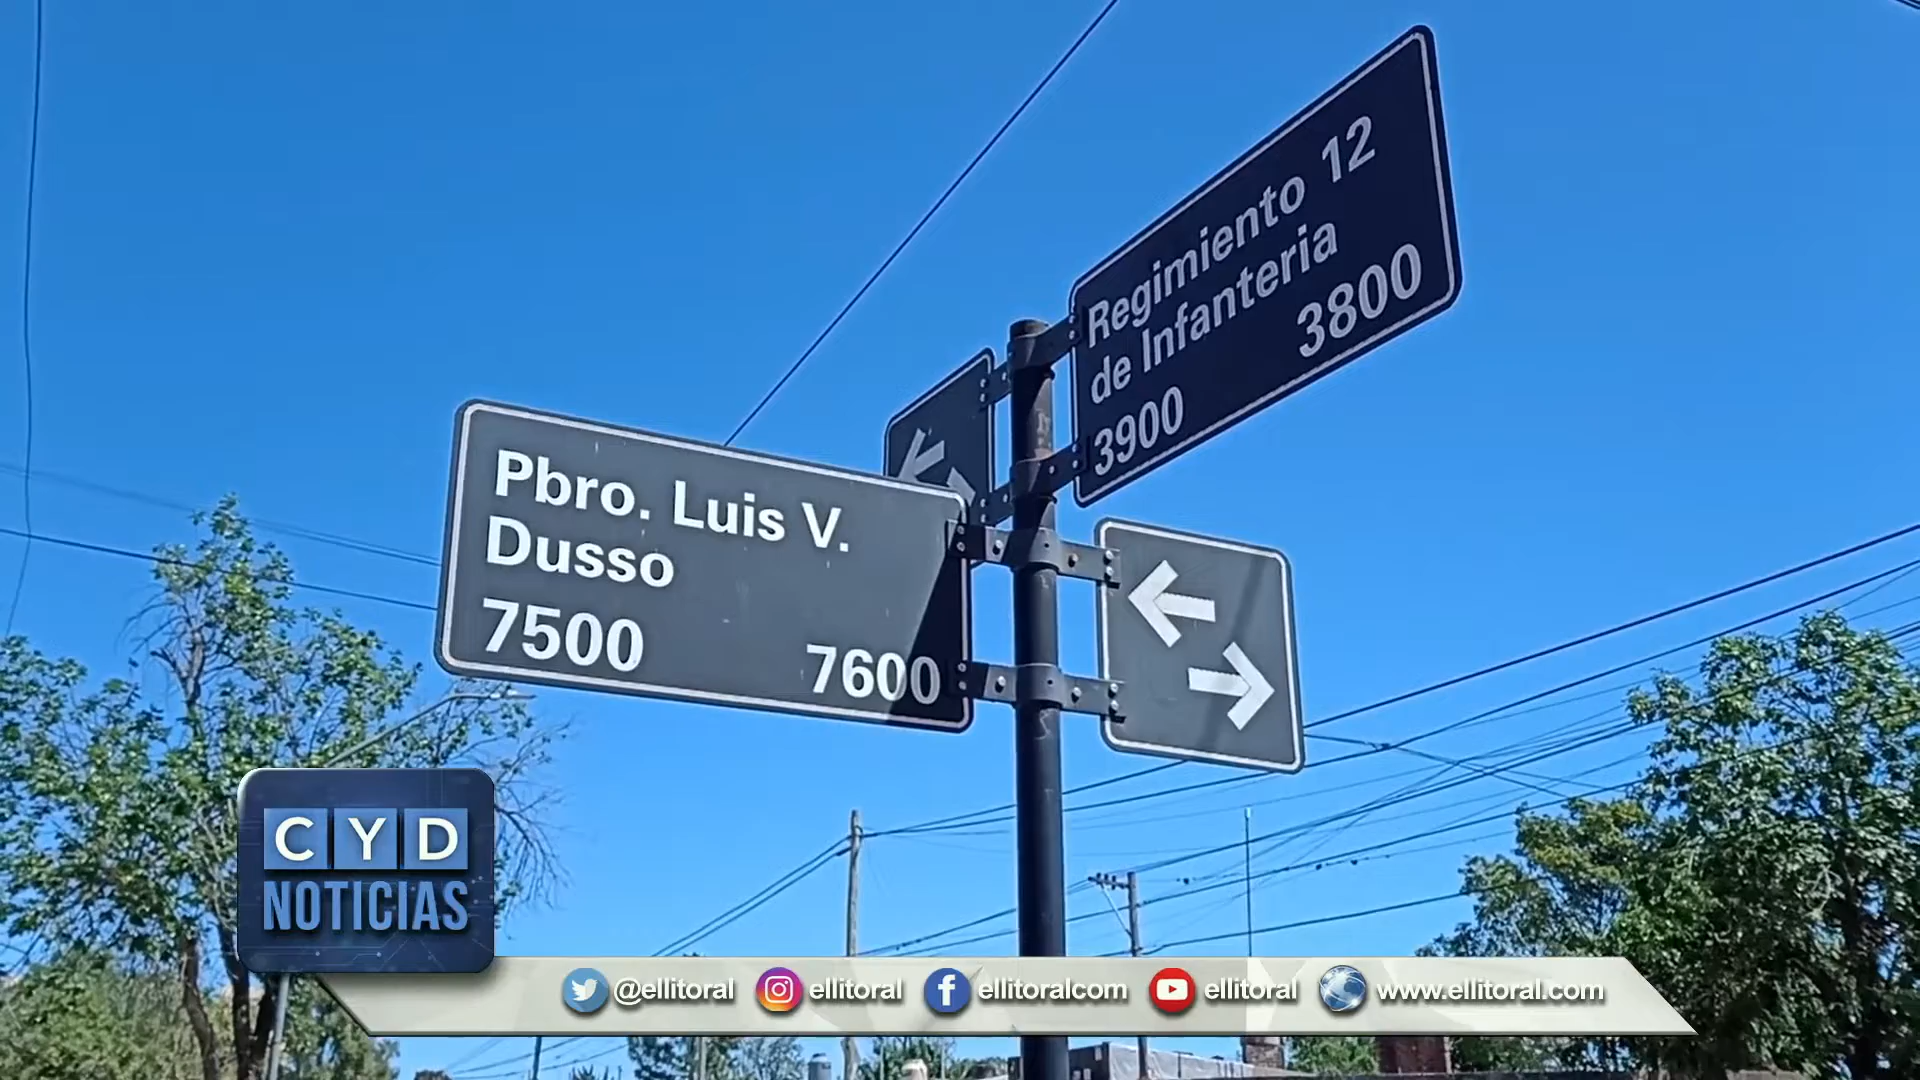 Regimiento 12
de Infanteria
3800
3900
Pbro. Luis V.
Dusso
7500 7600
CYD
NOTICIAS
@ellitoral ellitoral ellitoralcom ellitoral www.ellitoral.com